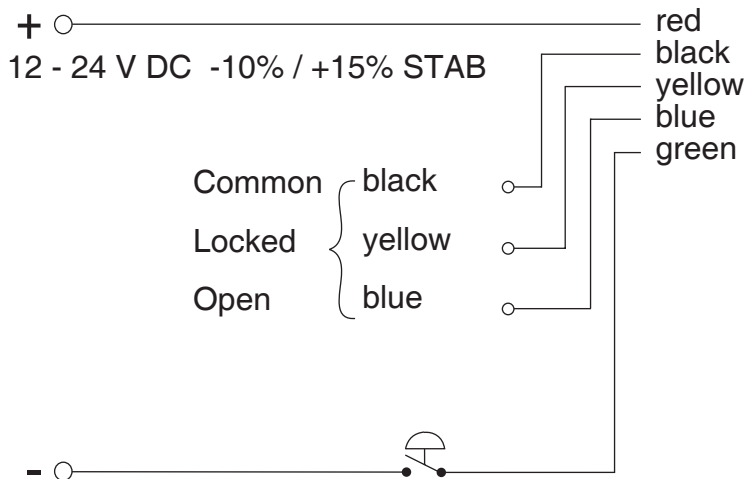 +
red
12 - 24 V DC -10% / +15% STAB
black
yellow
blue
green
Common black
Locked yellow
Open blue
-